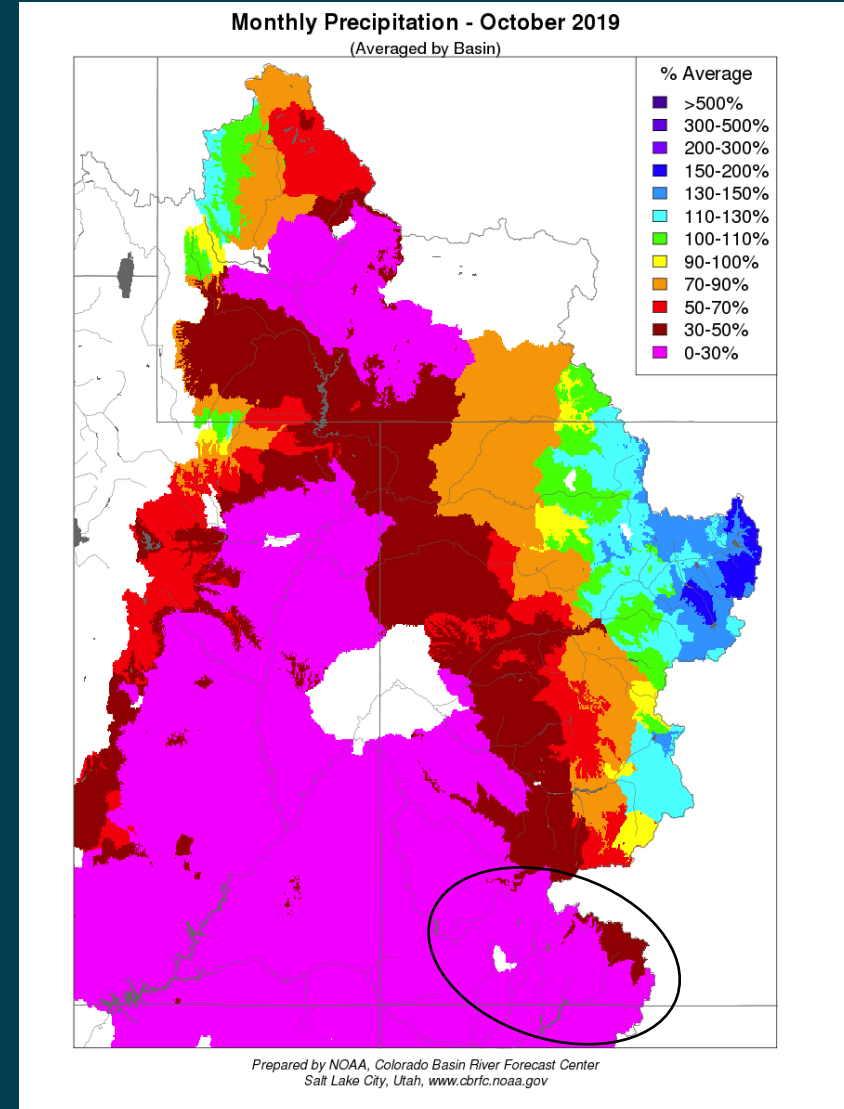 Monthly Precipitation - October 2019
(Averaged by Basin)
% Average
>500%
300-500%
200-300%
150-200%
130-150%
110-130%
100-110%
90-100%
70-90%
50-70%
30-50%
0-30%
Prepared by NOAA, Colorado Basin River Forecast Center
Salt Lake City, Utah, www.cbrfc.noaa.gov